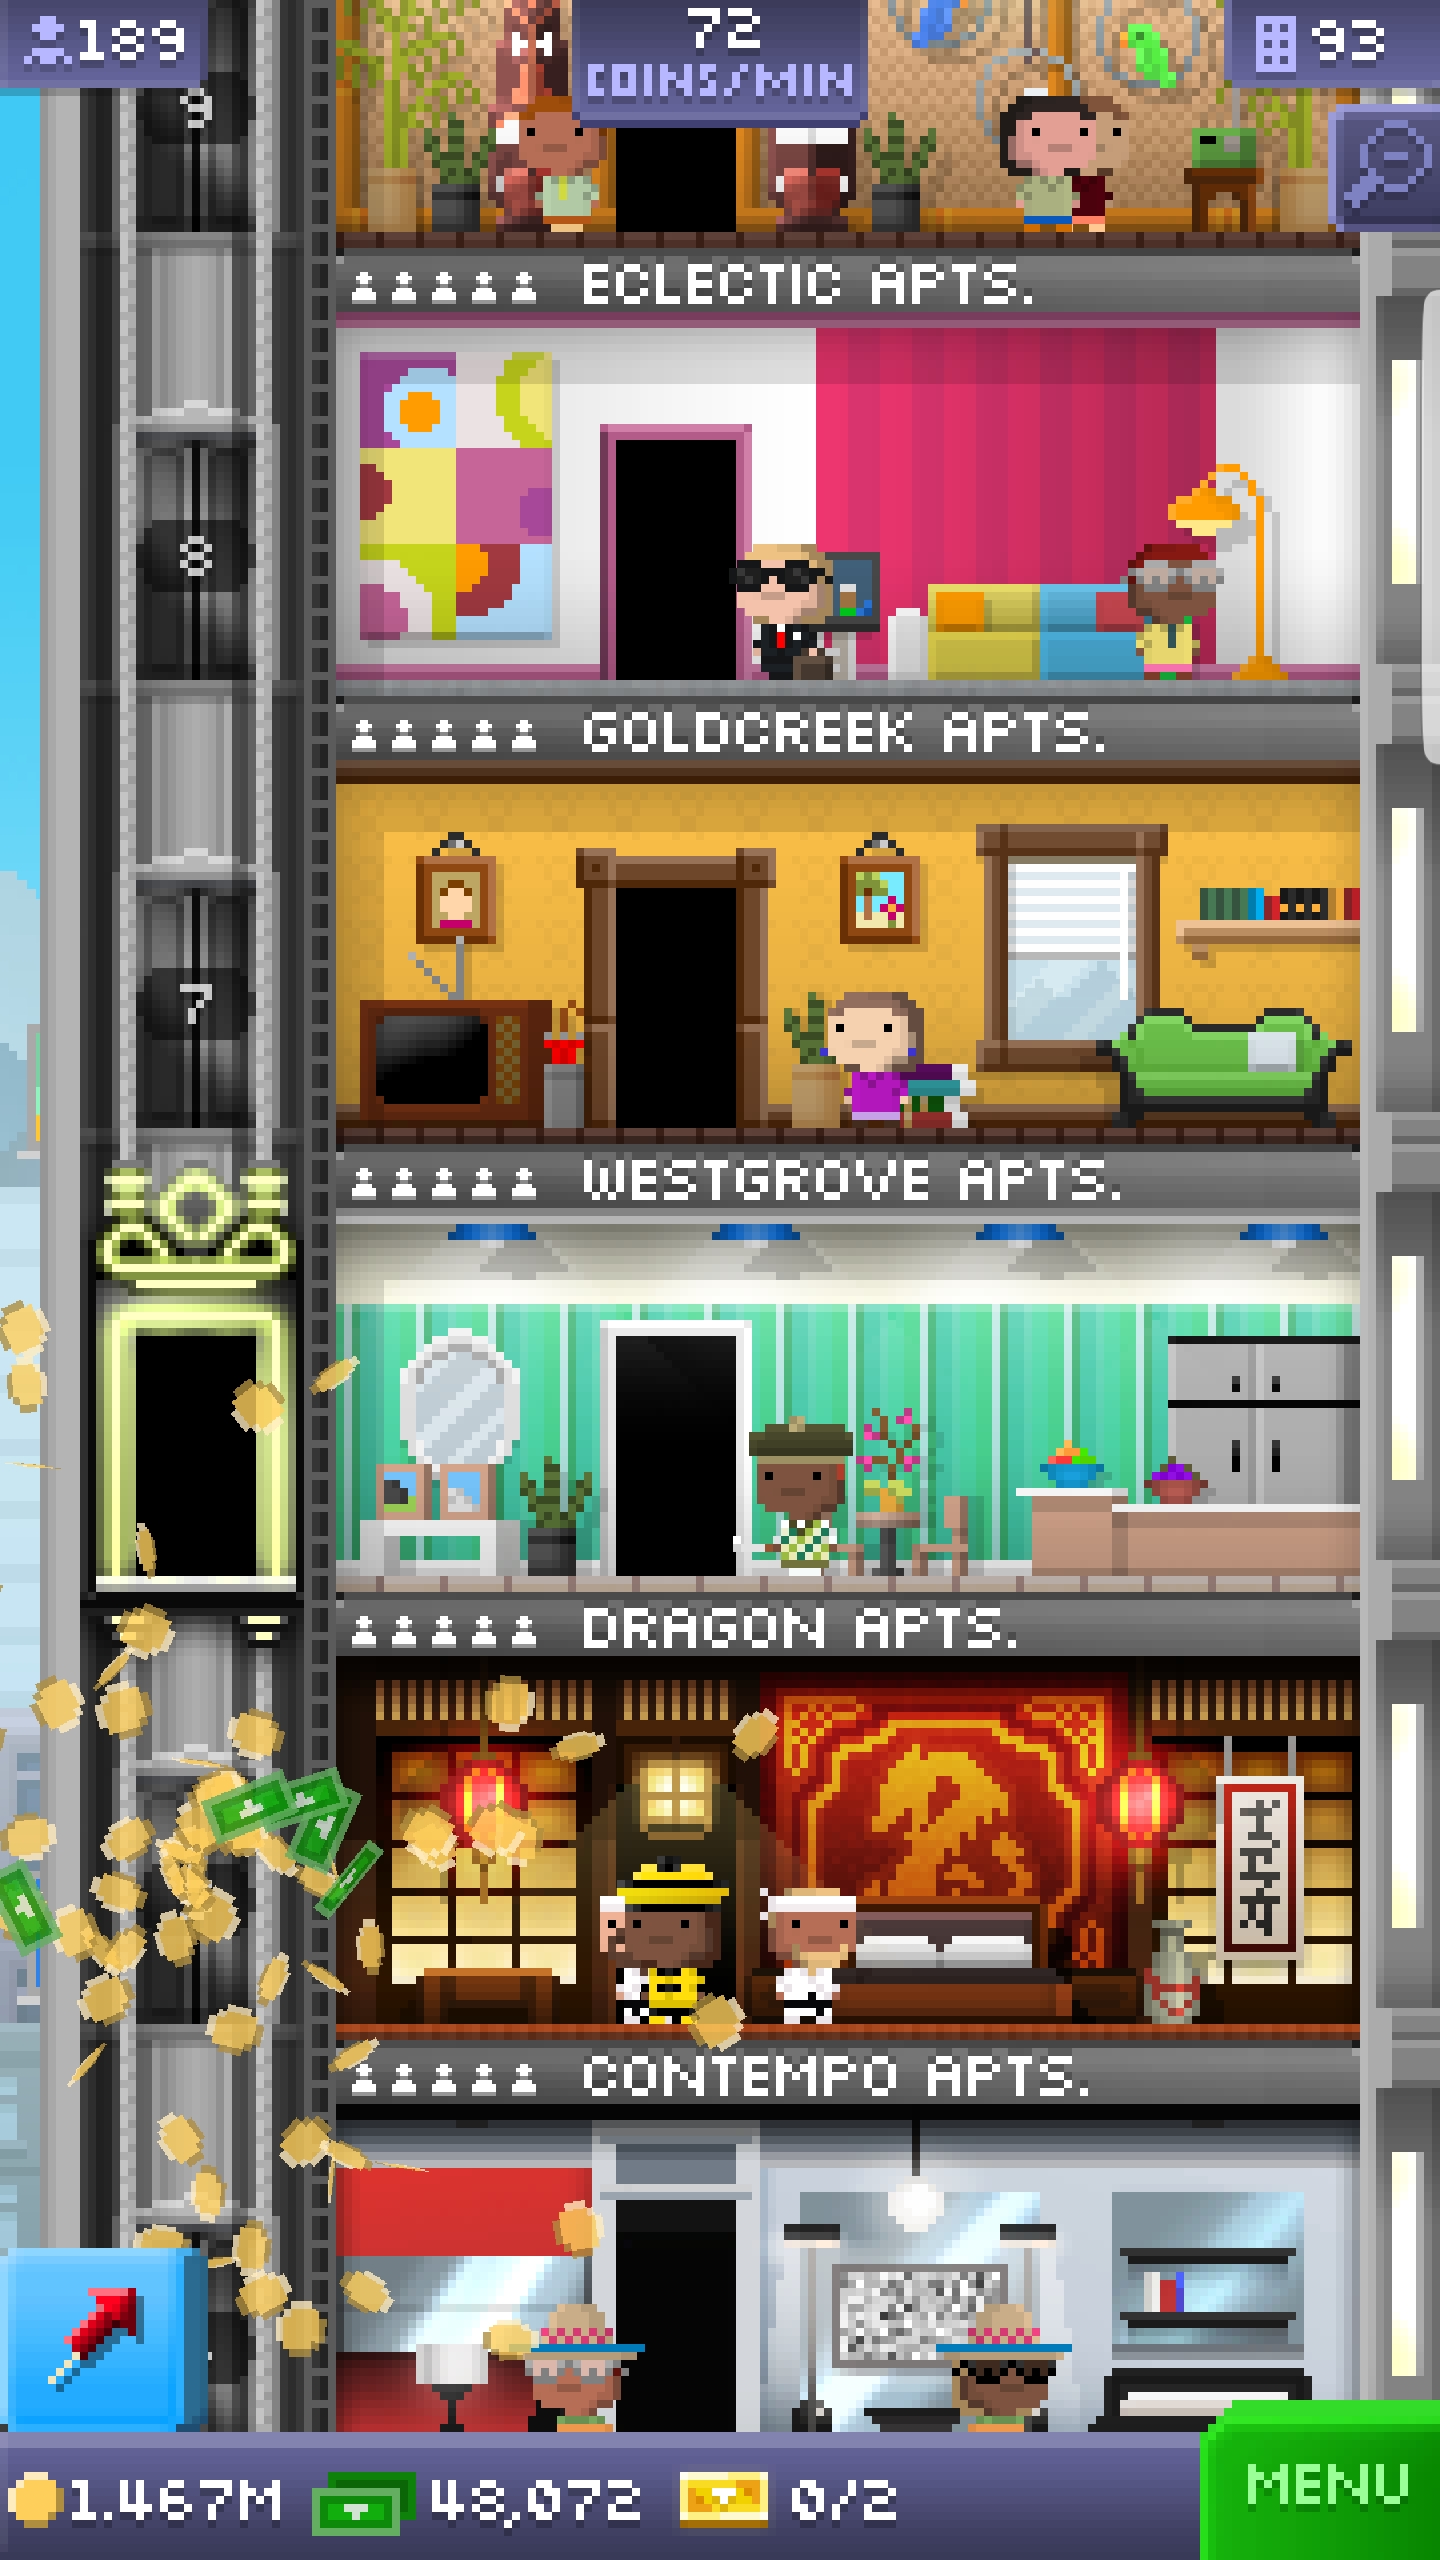 189
72
COINS/MIN
93
9
ECLECTIC APTS.
8
GOLDCREEK APTS.
7
WESTGROVE APTS.
DRAGON APTS.
CONTEMPO APTS.
1.467M
48,072
0/2
MENU